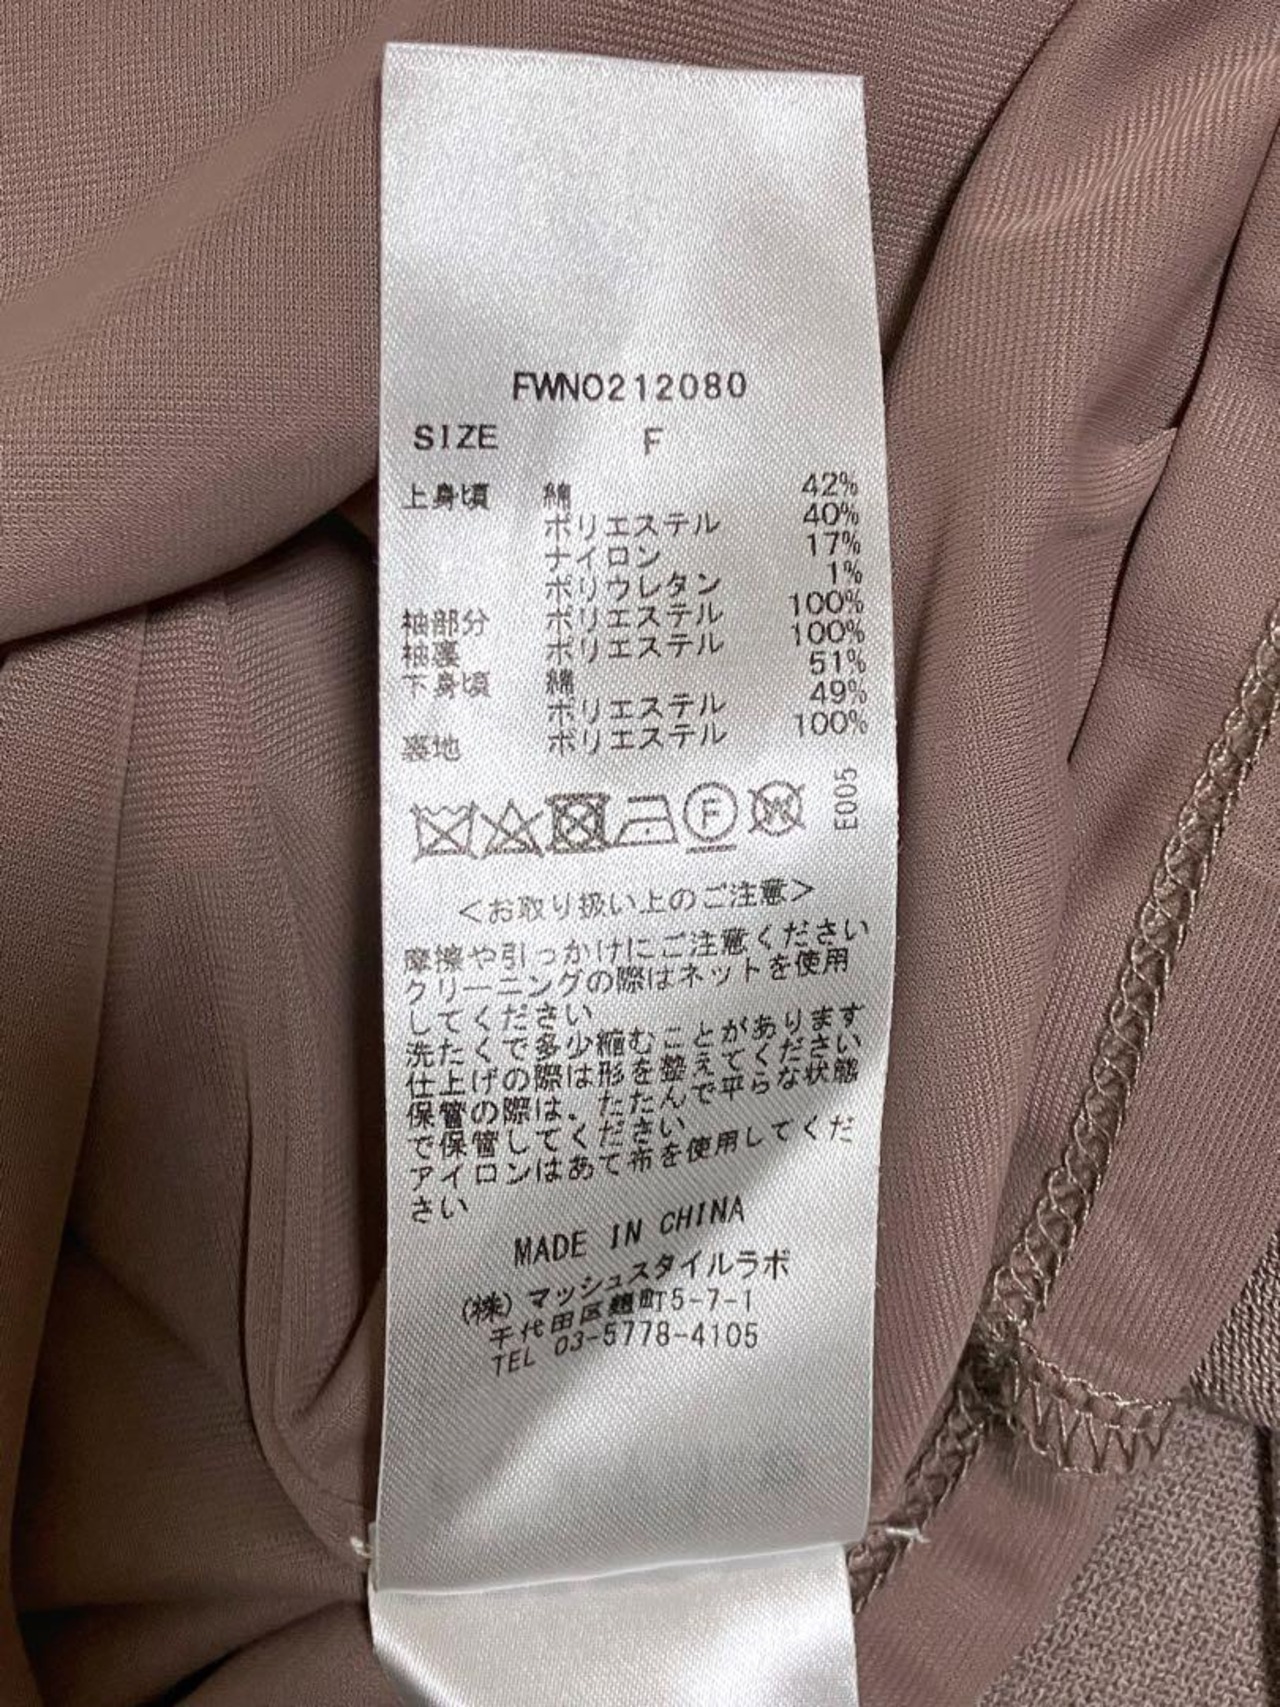 FWNO212080
SIZE F
上身頃 綿 42%
ポリエステル 40%
ナイロン 17%
ポリウレタン 1%
袖部分 ポリエステル 100%
袖裏 ポリエステル 100%
下身頃 綿 51%
ポリエステル 49%
裏地 ポリエステル 100%
F
W
E005
<お取り扱い上のご注意>
摩擦や引っかけにご注意ください
クリーニングの際はネットを使用
してください
洗たくで多少縮むことがあります
仕上げの際は形を整えてください
保管の際は、たたんで平らな状態
で保管してください
アイロンはあて布を使用してくだ
さい
MADE IN CHINA
(株)マッシュスタイルラボ
千代田区麹町5-7-1
TEL 03-5778-4105